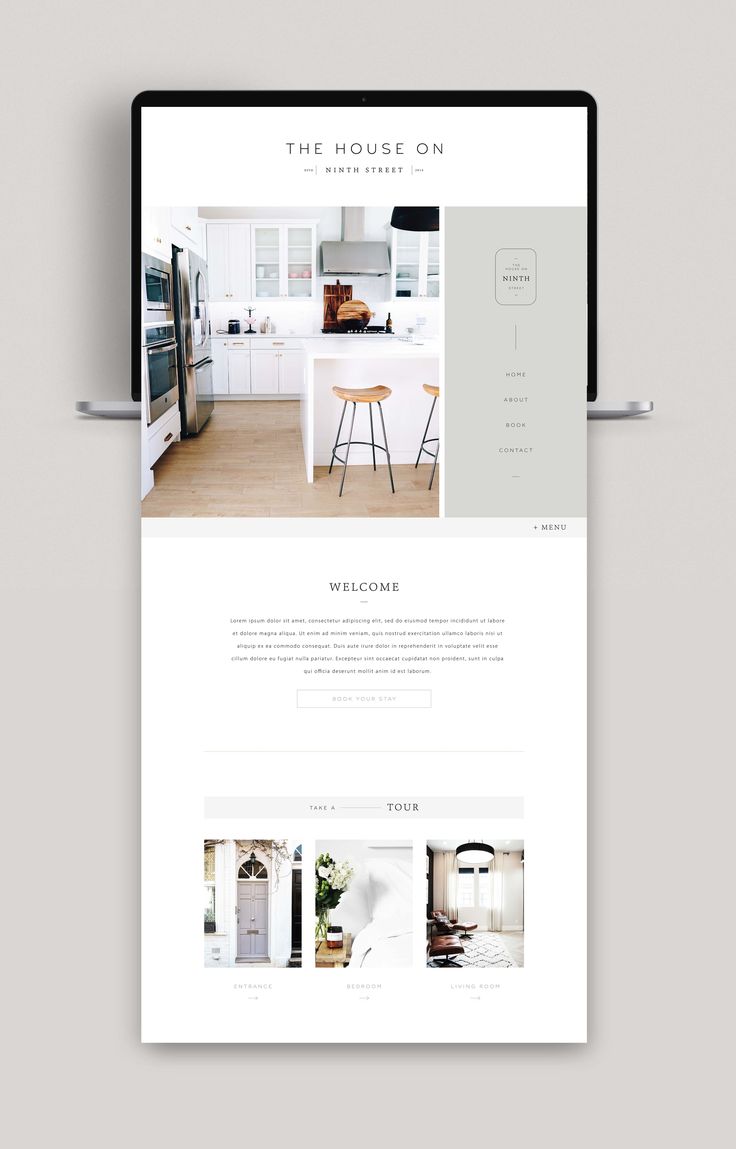 THE HOUSE ON
NINTH STREET
THE
HOUSE ON
NINTH
STREET
HOME
ABOUT
BOOK
CONTACT
+ MENU
WELCOME
Lorem ipsum dolor sit amet, consectetur adipiscing elit, sed do eiusmod tempor incididunt ut labore
et dolore magna aliqua. Ut enim ad minim veniam, quis nostrud exercitation ullamco laboris nisi ut
aliquip ex ea commodo consequat. Duis aute irure dolor in reprehenderit in voluptate velit esse
cillum dolore eu fugiat nulla pariatur. Excepteur sint occaecat cupidatat non proident, sunt in culpa
qui officia deserunt mollit anim id est laborum.
BOOK YOUR STAY
TAKE A TOUR
ENTRANCE BEDROOM LIVING ROOM